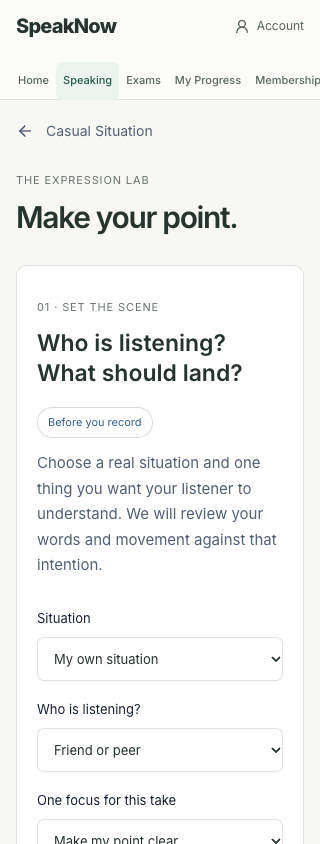 SpeakNow
Account
Home Speaking Exams My Progress Membership
Casual Situation
THE EXPRESSION LAB
Make your point.
01 · SET THE SCENE
Who is listening?
What should land?
Before you record
Choose a real situation and one
thing you want your listener to
understand. We will review your
words and movement against that
intention.
Situation
My own situation
Who is listening?
Friend or peer
One focus for this take
Make my point clear